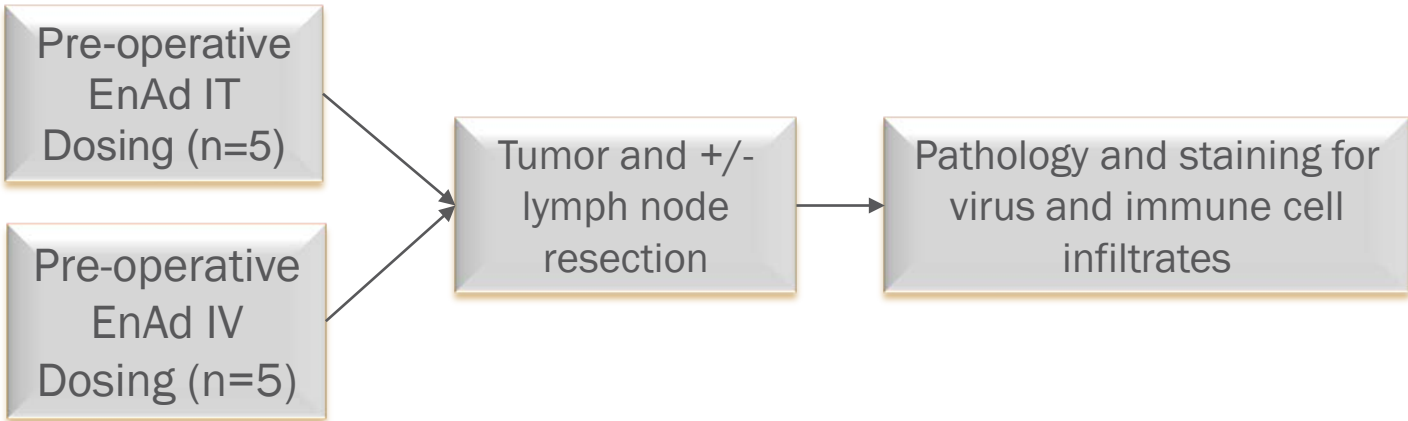 Pre-operative
EnAd IT
Dosing (n=5)
Pre-operative
EnAd IV
Dosing (n=5)
Tumor and +/-
lymph node
resection
Pathology and staining for
virus and immune cell
infiltrates